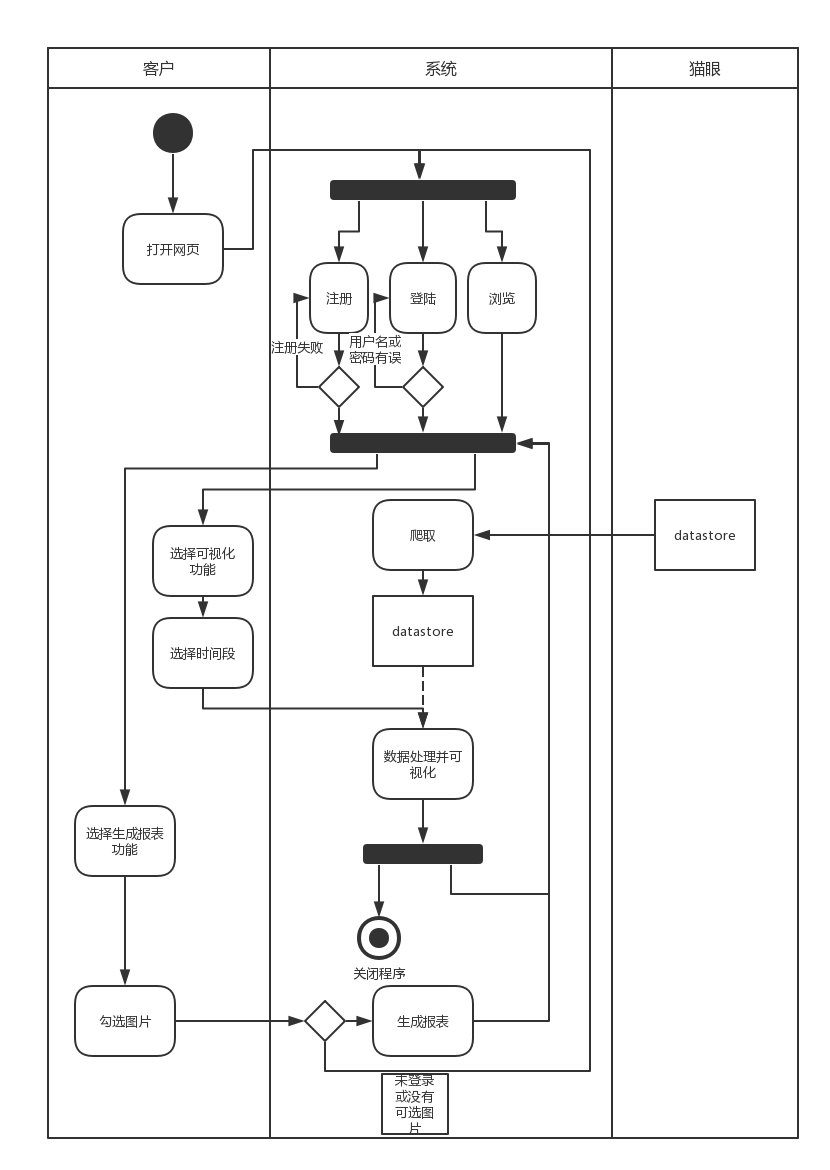 客户
系统
猫眼
打开网页
注册
登陆
浏览
注册失败
用户名或
密码有误
选择可视化
功能
爬取
datastore
datastore
选择时间段
数据处理并可
视化
选择生成报表
功能
关闭程序
勾选图片
生成报表
未登录
或没有
可选图
片